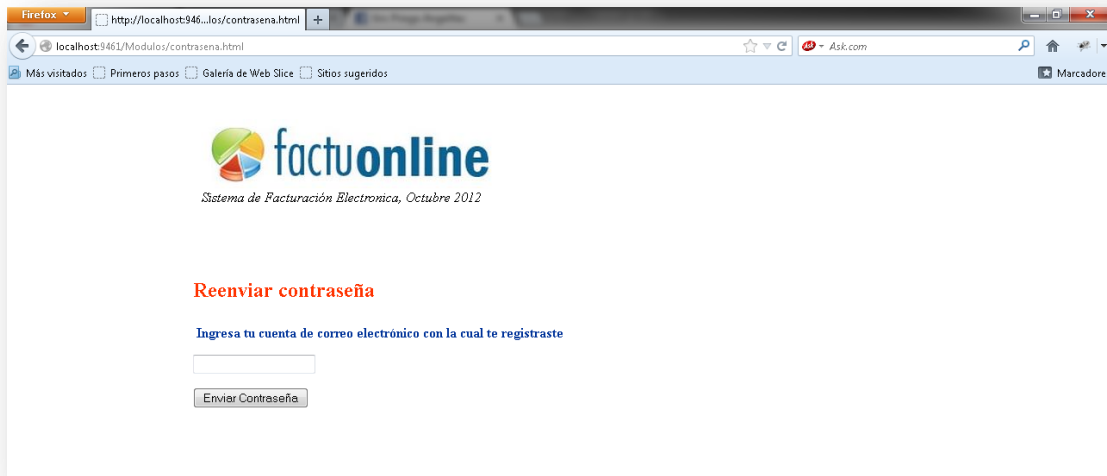 Firefox
http://localhost:946...los/contrasena.html
localhost:9461/Modulos/contrasena.html
Ask.com
Más visitados Primeros pasos Galería de Web Slice Sitios sugeridos
Marcadore
factuonline
Sistema de Facturación Electronica, Octubre 2012
Reenviar contraseña
Ingresa tu cuenta de correo electrónico con la cual te registraste
Enviar Contraseña